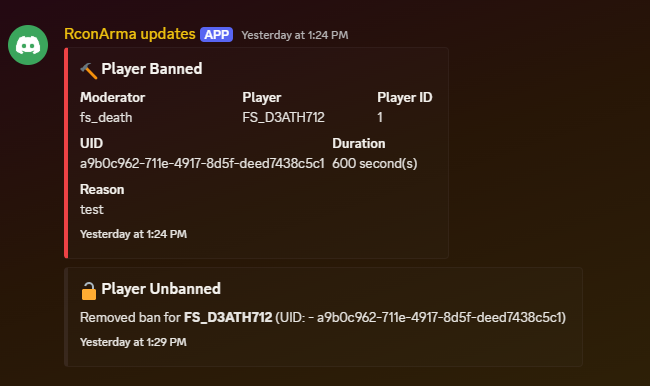 RconArma updates APP Yesterday at 1:24 PM
Player Banned
Moderator Player Player ID
fs_death FS_D3ATH712 1
UID Duration
a9b0c962-711e-4917-8d5f-deed7438c5c1 600 second(s)
Reason
test
Yesterday at 1:24 PM
Player Unbanned
Removed ban for FS_D3ATH712 (UID: - a9b0c962-711e-4917-8d5f-deed7438c5c1)
Yesterday at 1:29 PM